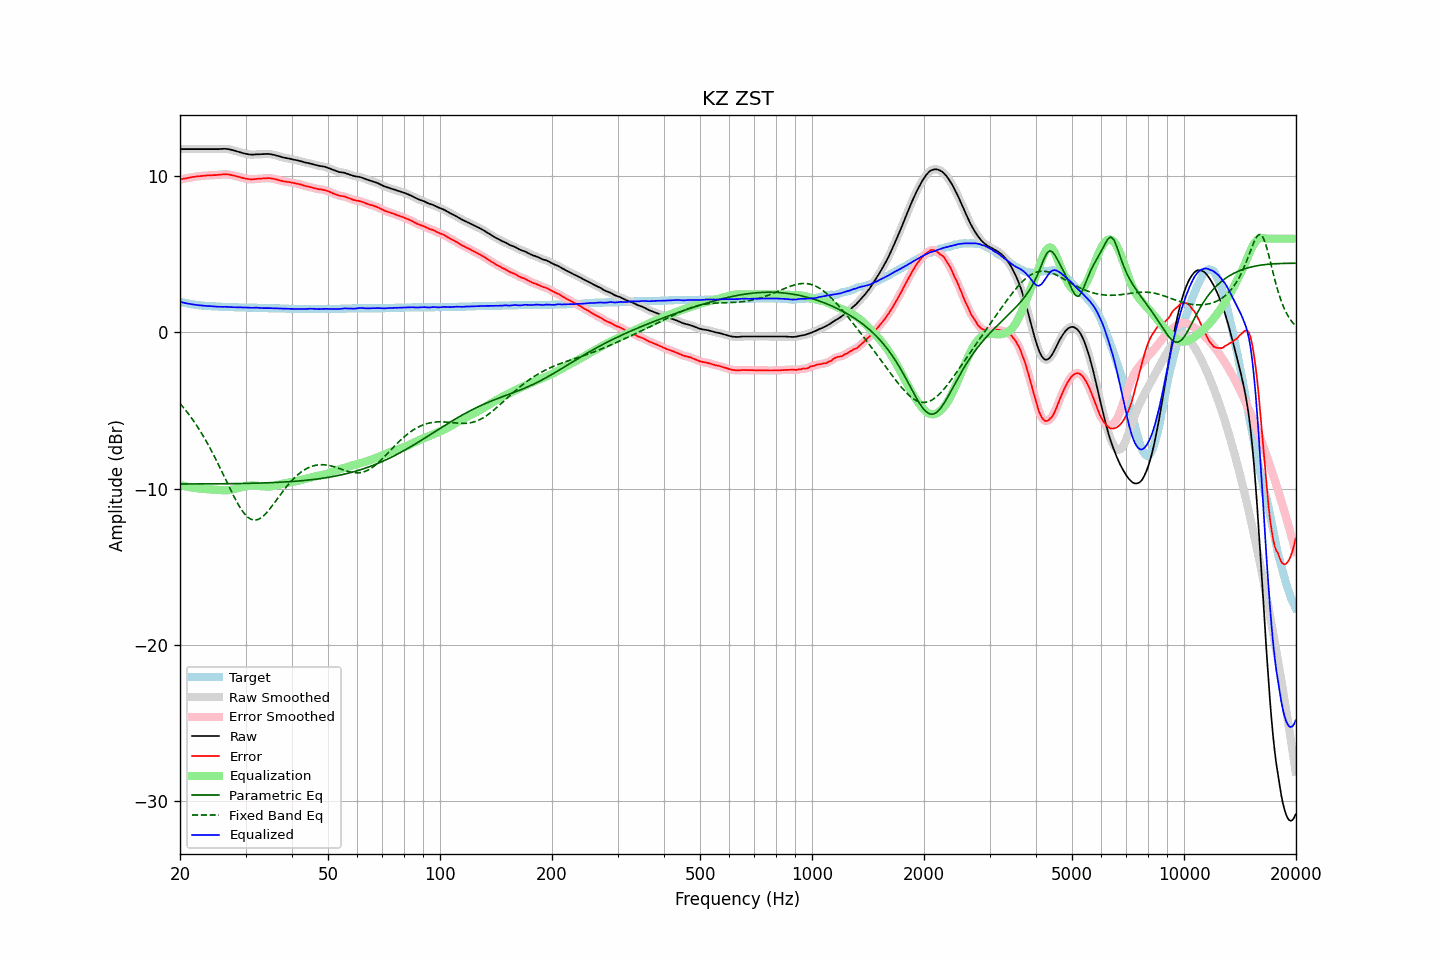 KZ ZST
Amplitude (dBr)
10
0
−10
−20
−30
Target
Raw Smoothed
Error Smoothed
Raw
Error
Equalization
Parametric Eq
Fixed Band Eq
Equalized
20 50 100 200 500 1000 2000 5000 10000 20000
Frequency (Hz)